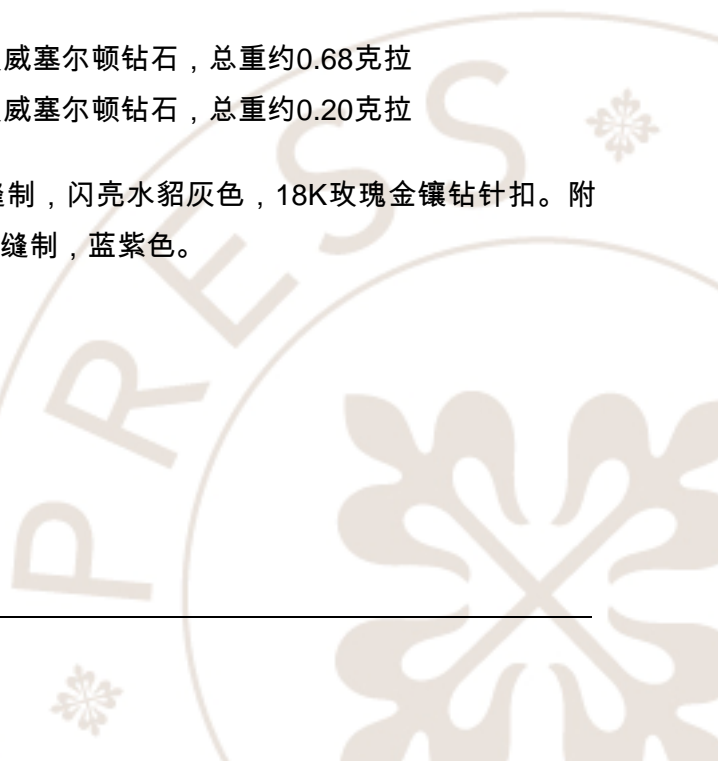 威塞尔顿钻石，总重约0.68克拉
威塞尔顿钻石，总重约0.20克拉
缝制，闪亮水貂灰色，18K玫瑰金镶钻针扣。附
缝制，蓝紫色。
PRESS